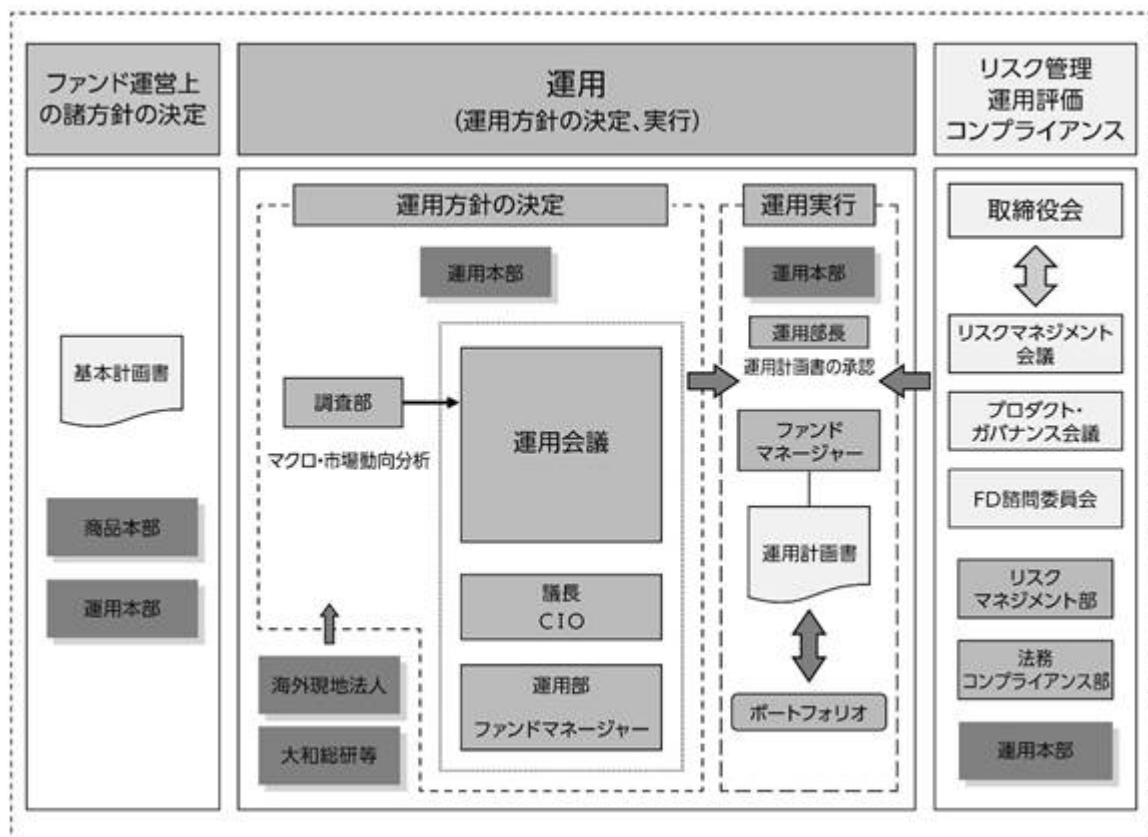 ファンド運営上
の諸方針の決定
基本計画書
商品本部
運用本部
運用
(運用方針の決定、実行)
運用方針の決定
運用本部
調査部
マクロ・市場動向分析
運用会議
議長
CIO
運用部
ファンドマネージャー
海外現地法人
大和総研等
運用実行
運用本部
運用部長
運用計画書の承認
ファンド
マネージャー
運用計画書
ポートフォリオ
リスク管理
運用評価
コンプライアンス
取締役会
リスクマネジメント
会議
プロダクト・
ガバナンス会議
FD諮問委員会
リスク
マネジメント部
法務
コンプライアンス部
運用本部